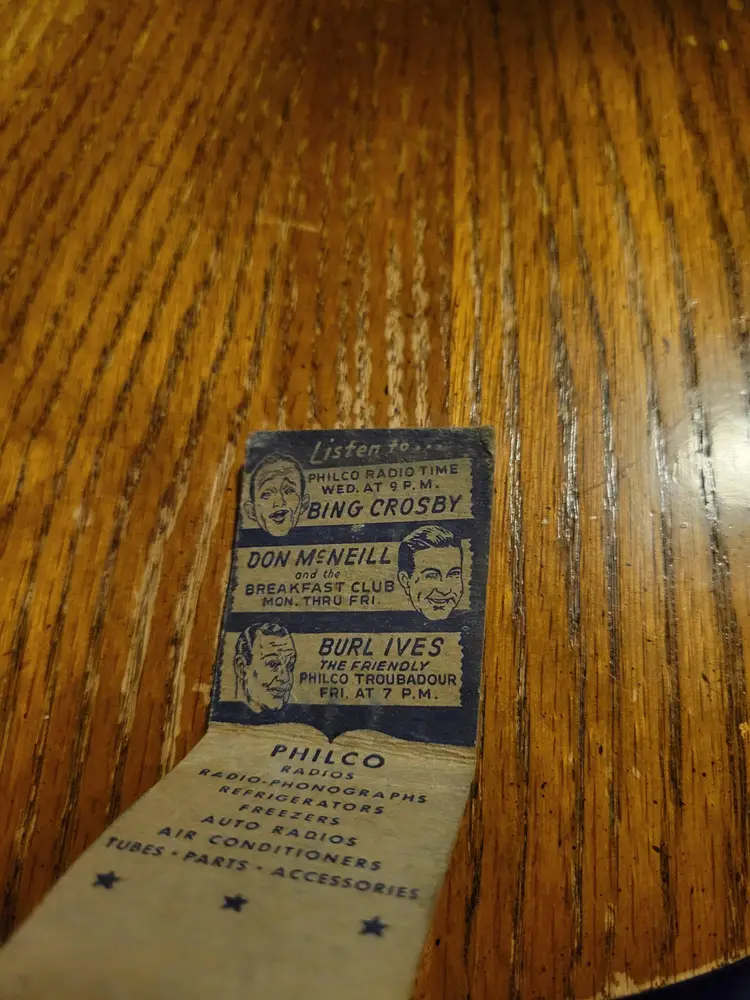 Listen to....
PHILCO RADIO TIME
WED. AT 9 P.M.
BING CROSBY
DON McNEILL
and the
BREAKFAST CLUB
MON. THRU FRI.
BURL IVES
THE FRIENDLY
PHILCO TROUBADOUR
FRI. AT 7 P.M.
PHILCO
RADIOS
RADIO-PHONOGRAPHS
REFRIGERATORS
FREEZERS
AUTO RADIOS
AIR CONDITIONERS
TUBES · PARTS · ACCESSORIES